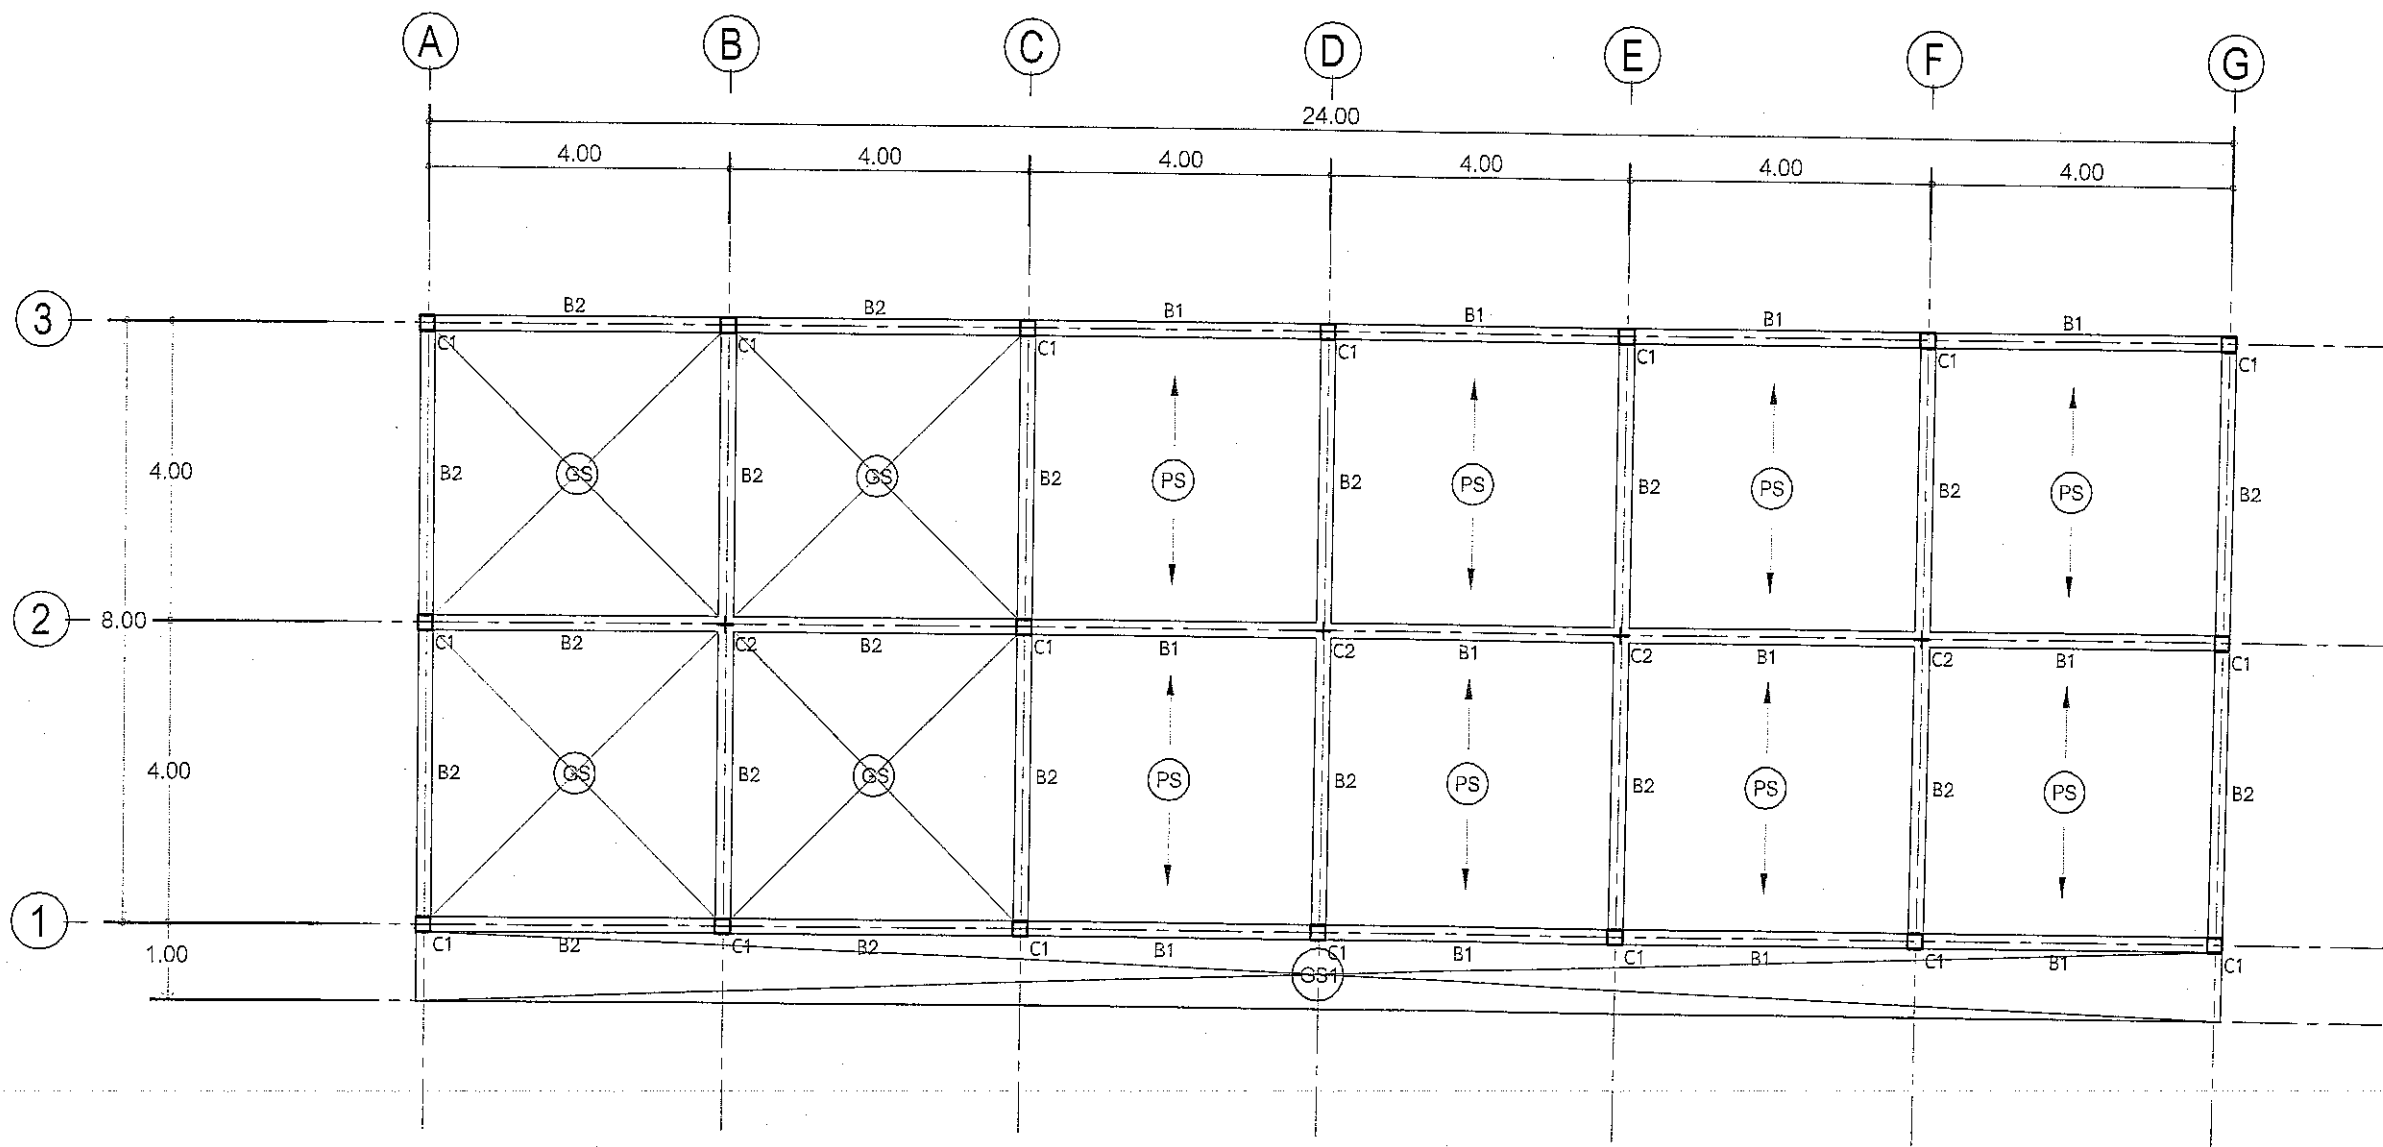 A B C D E F G
24.00
4.00 4.00 4.00 4.00 4.00 4.00
3 B2 B2 B1 B1 B1 B1
C1 C1 C1 C1 C1 C1 C1
4.00 B2 GS B2 GS B2 PS B2 PS B2 PS B2 PS B2
2 8.00
C1 B2 C2 B2 C1 B1 C2 B1 C2 B1 C2 B1 C1
4.00 B2 GS B2 GS B2 PS B2 PS B2 PS B2 PS B2
1
C1 B2 C1 B2 C1 B1 C1 B1 C1 B1 C1 B1 C1
1.00 GS1